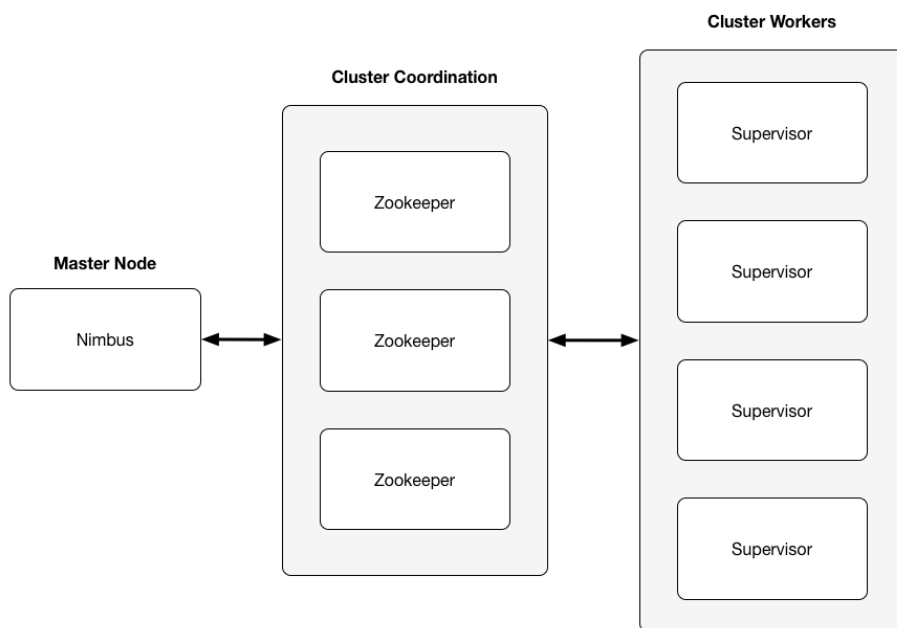 Cluster Workers
Cluster Coordination
Master Node
Nimbus
Zookeeper
Zookeeper
Zookeeper
Supervisor
Supervisor
Supervisor
Supervisor